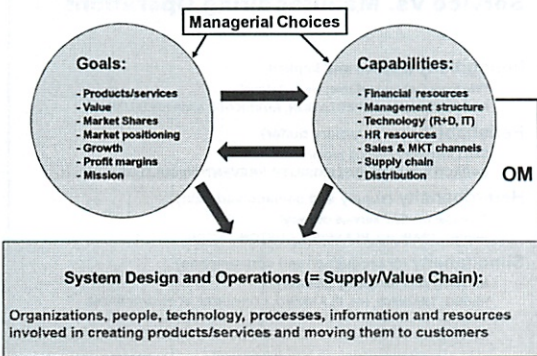 Managerial Choices
Goals:
- Products/services
- Value
- Market Shares
- Market positioning
- Growth
- Profit margins
- Mission
Capabilities:
- Financial resources
- Management structure
- Technology (R+D, IT)
- HR resources
- Sales & MKT channels
- Supply chain
- Distribution
OM
System Design and Operations (= Supply/Value Chain):
Organizations, people, technology, processes, information and resources
involved in creating products/services and moving them to customers